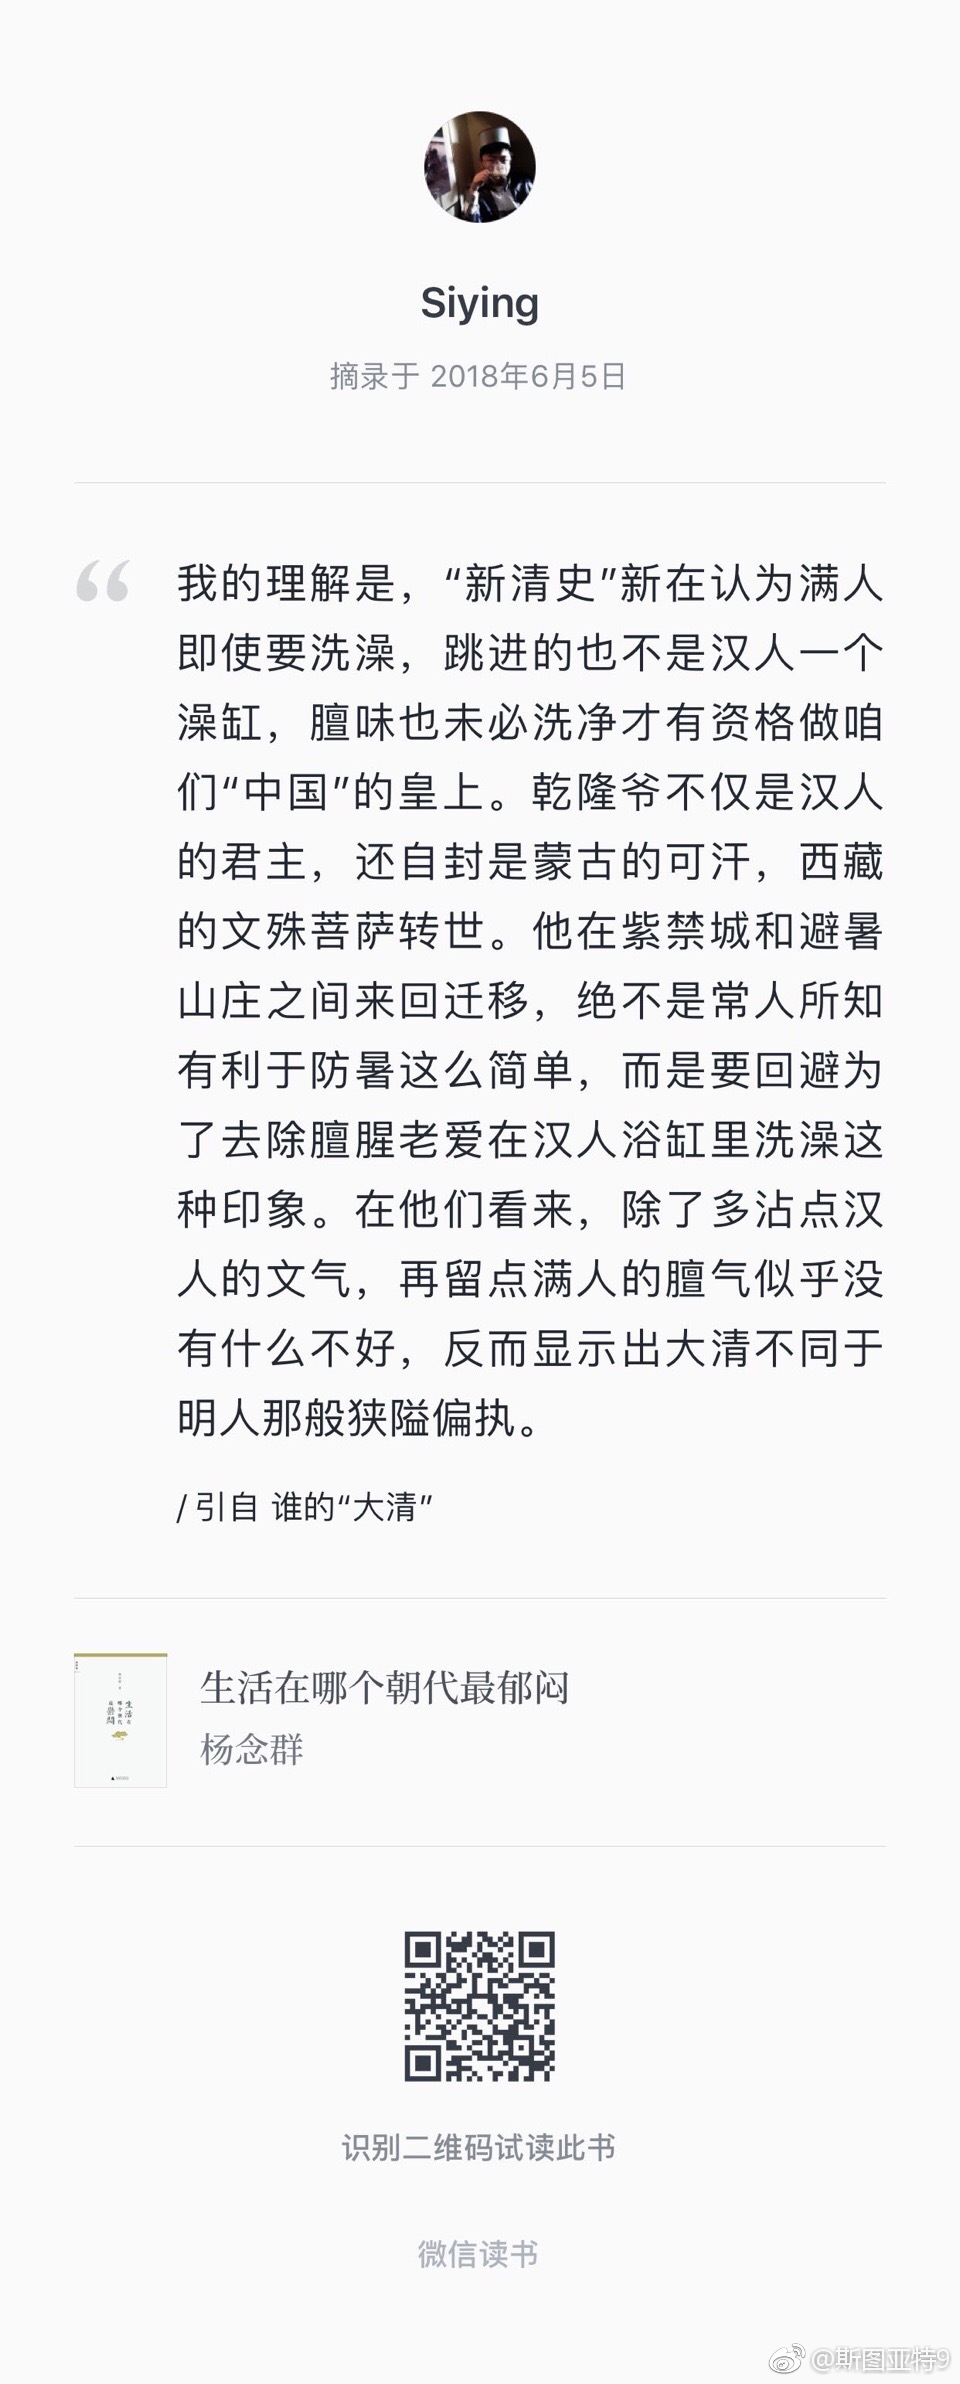 Siying
摘录于 2018年6月5日
“
我的理解是，“新清史”新在认为满人
即使要洗澡，跳进的也不是汉人一个
澡缸，膻味也未必洗净才有资格做咱
们“中国”的皇上。乾隆爷不仅是汉人
的君主，还自封是蒙古的可汗，西藏
的文殊菩萨转世。他在紫禁城和避暑
山庄之间来回迁移，绝不是常人所知
有利于防暑这么简单，而是要回避为
了去除膻腥老爱在汉人浴缸里洗澡这
种印象。在他们看来，除了多沾点汉
人的文气，再留点满人的膻气似乎没
有什么不好，反而显示出大清不同于
明人那般狭隘偏执。
/ 引自 谁的“大清”
生活在
哪个朝代
最鬱悶
生活在哪个朝代最郁闷
杨念群
识别二维码试读此书
微信读书
@斯图亚特9